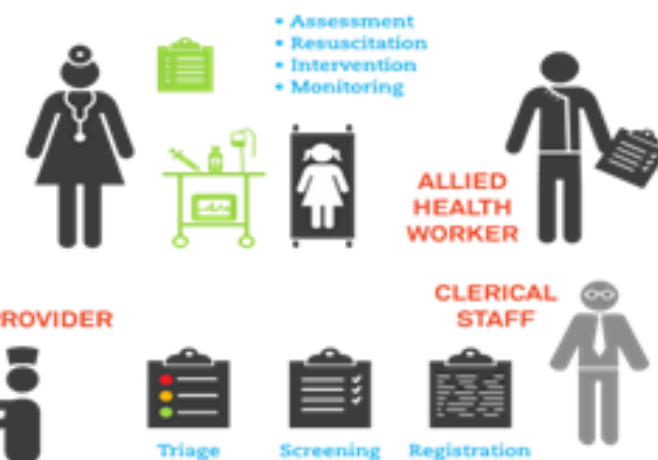 • Assessment
• Resuscitation
• Intervention
• Monitoring
ALLIED
HEALTH
WORKER
ROVIDER
CLERICAL
STAFF
Triage
Screening
Registration